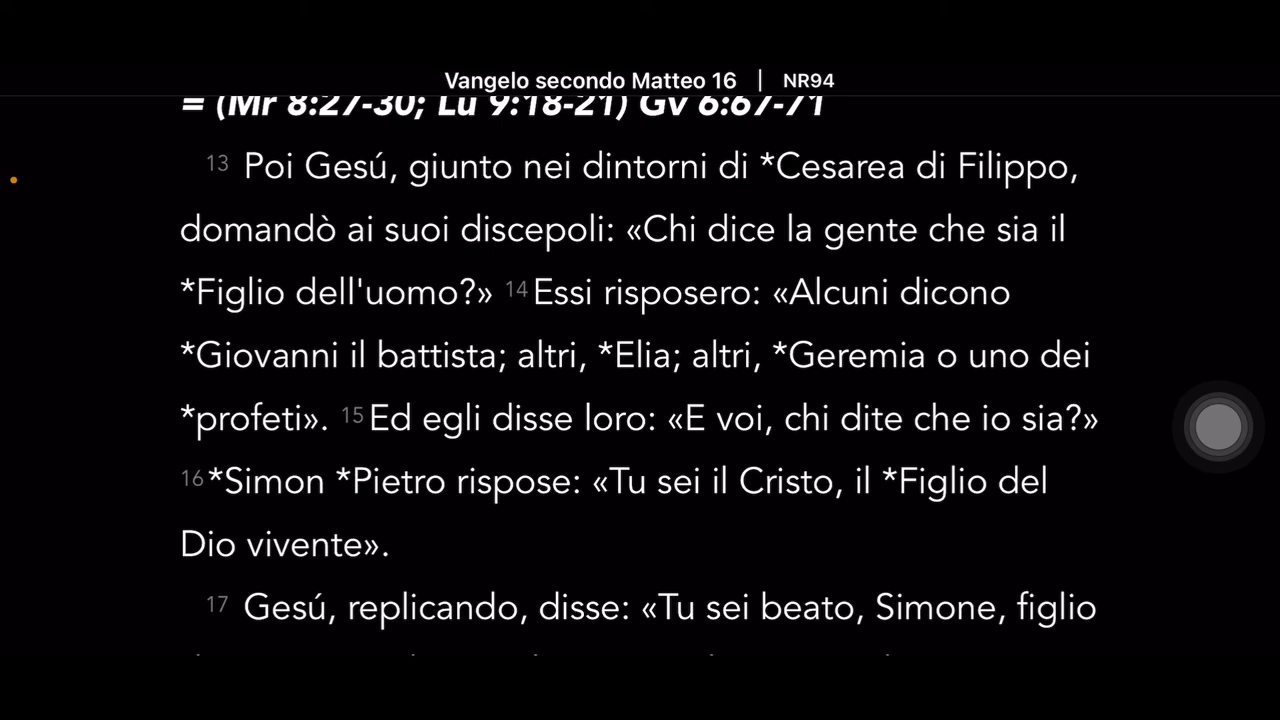 Vangelo secondo Matteo 16 | NR94
= (Mr 8:27-30; Lu 9:18-21) Gv 6:67-71
13 Poi Gesú, giunto nei dintorni di *Cesarea di Filippo,
domandò ai suoi discepoli: «Chi dice la gente che sia il
*Figlio dell'uomo?» 14 Essi risposero: «Alcuni dicono
*Giovanni il battista; altri, *Elia; altri, *Geremia o uno dei
*profeti». 15 Ed egli disse loro: «E voi, chi dite che io sia?»
16 *Simon *Pietro rispose: «Tu sei il Cristo, il *Figlio del
Dio vivente».
17 Gesú, replicando, disse: «Tu sei beato, Simone, figlio